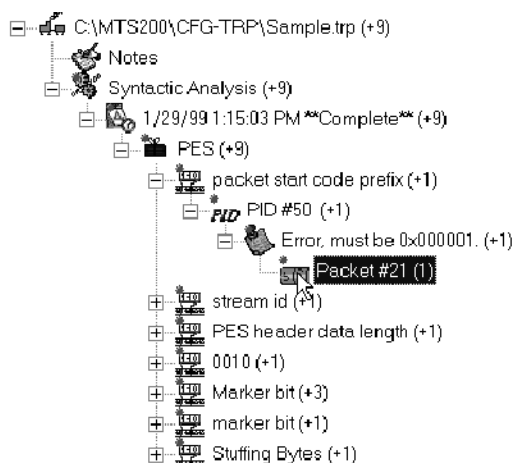 C:\MTS200\CFG-TRP\Sample.trp (+9)
Notes
Syntactic Analysis (+9)
1/29/99 1:15:03 PM **Complete** (+9)
PES (+9)
packet start code prefix (+1)
PID PID #50 (+1)
Error, must be 0x000001. (+1)
Packet #21 (1)
stream id (+1)
PES header data length (+1)
0010 (+1)
Marker bit (+3)
marker bit (+1)
Stuffing Bytes (+1)